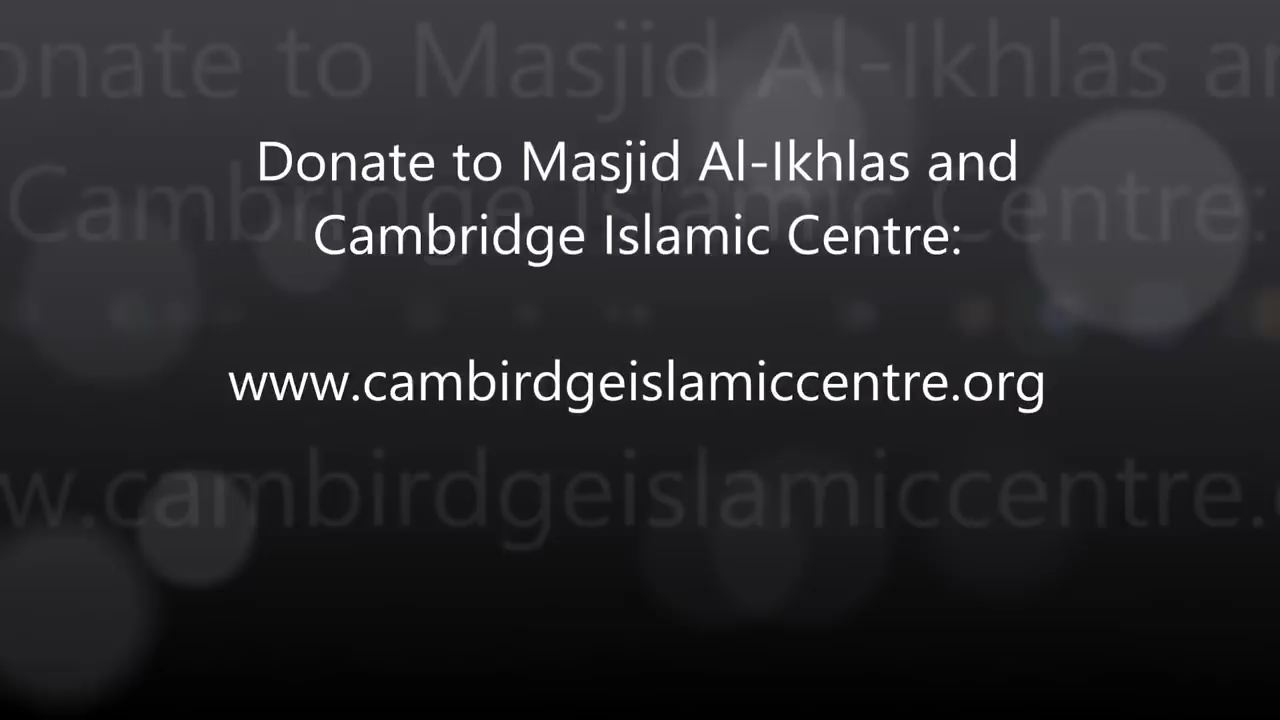 Donate to Masjid Al-Ikhlas and
Cambridge Islamic Centre:
www.cambirdgeislamiccentre.org